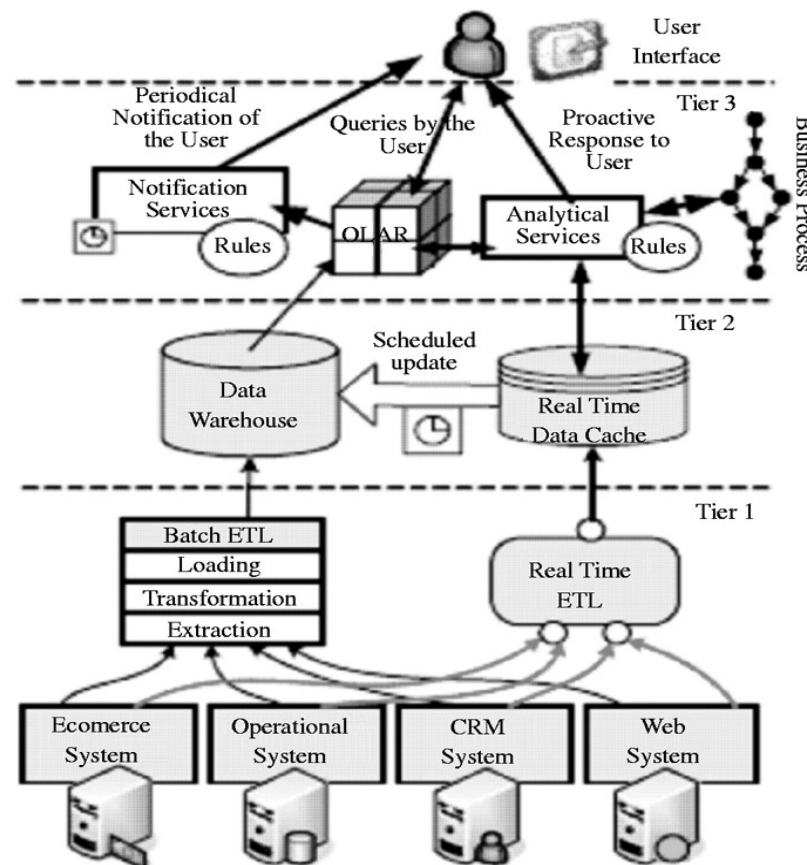 User
Interface
Tier 3
Periodical
Notification of
the User
Queries by the
User
Proactive
Response to
User
Business Process
Notification
Services
Rules
OLAR
Analytical
Services
Rules
Tier 2
Scheduled
update
Data
Warehouse
Real Time
Data Cache
Tier 1
Batch ETL
Loading
Transformation
Extraction
Real Time
ETL
Ecomerce
System
Operational
System
CRM
System
Web
System